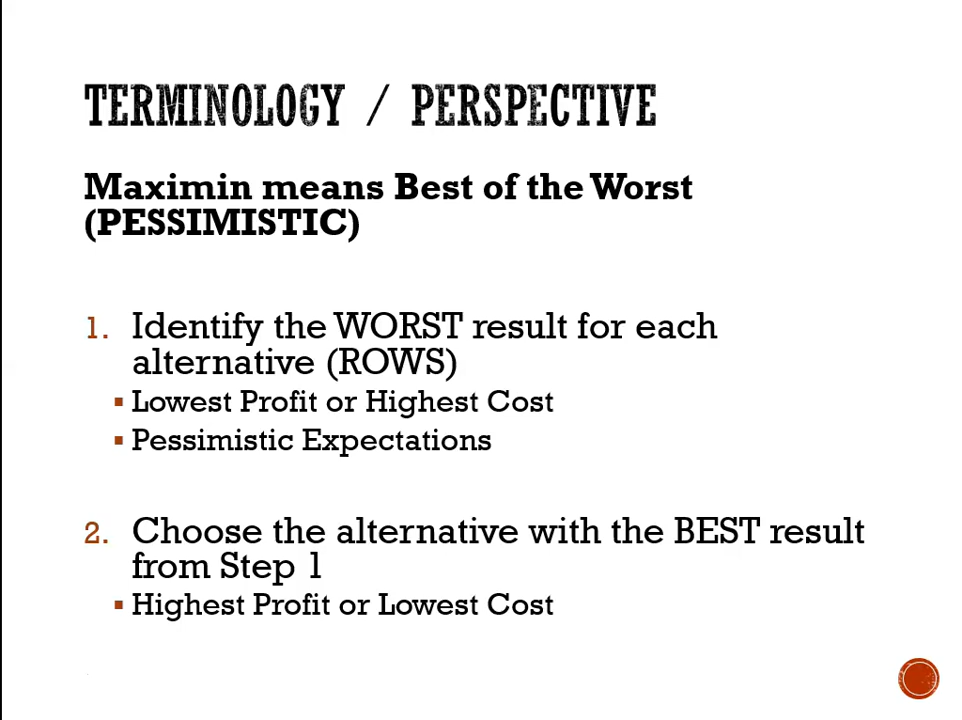 TERMINOLOGY / PERSPECTIVE
Maximin means Best of the Worst
(PESSIMISTIC)
1. Identify the WORST result for each
alternative (ROWS)
▪ Lowest Profit or Highest Cost
▪ Pessimistic Expectations
2. Choose the alternative with the BEST result
from Step 1
▪ Highest Profit or Lowest Cost